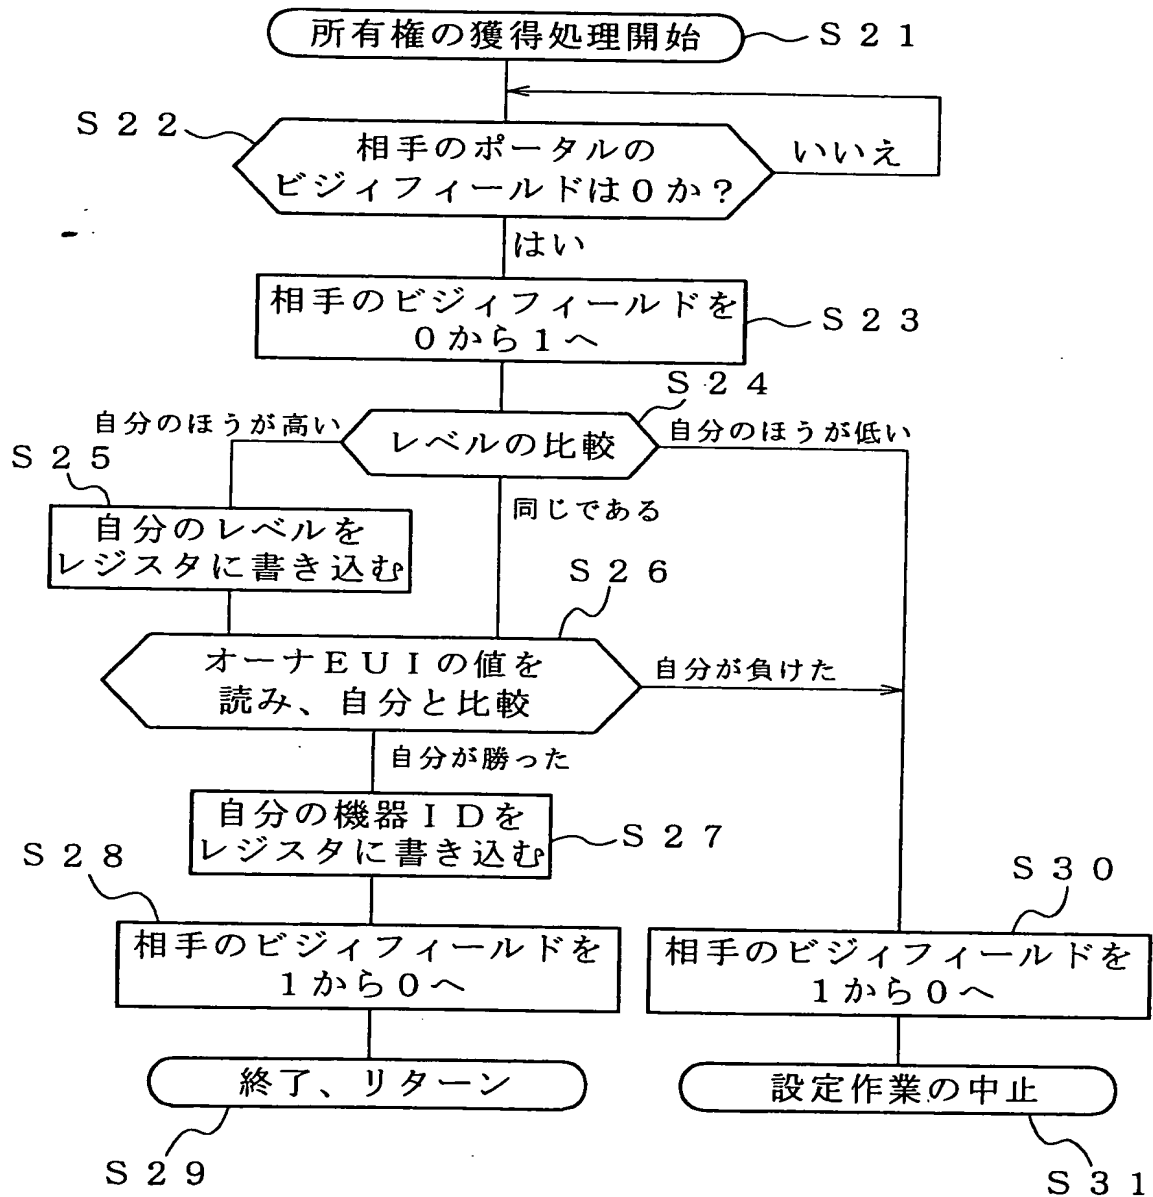 所有権の獲得処理開始
S21
S22
相手のポータルの
ビジィフィールドは0か?
いいえ
はい
相手のビジィフィールドを
0から1へ
S23
S24
自分のほうが高い
レベルの比較
自分のほうが低い
S25
同じである
自分のレベルを
レジスタに書き込む
S26
オーナEUIの値を
読み、自分と比較
自分が負けた
自分が勝った
自分の機器IDを
レジスタに書き込む
S27
S28
S30
相手のビジィフィールドを
1から0へ
相手のビジィフィールドを
1から0へ
終了、リターン
設定作業の中止
S29
S31